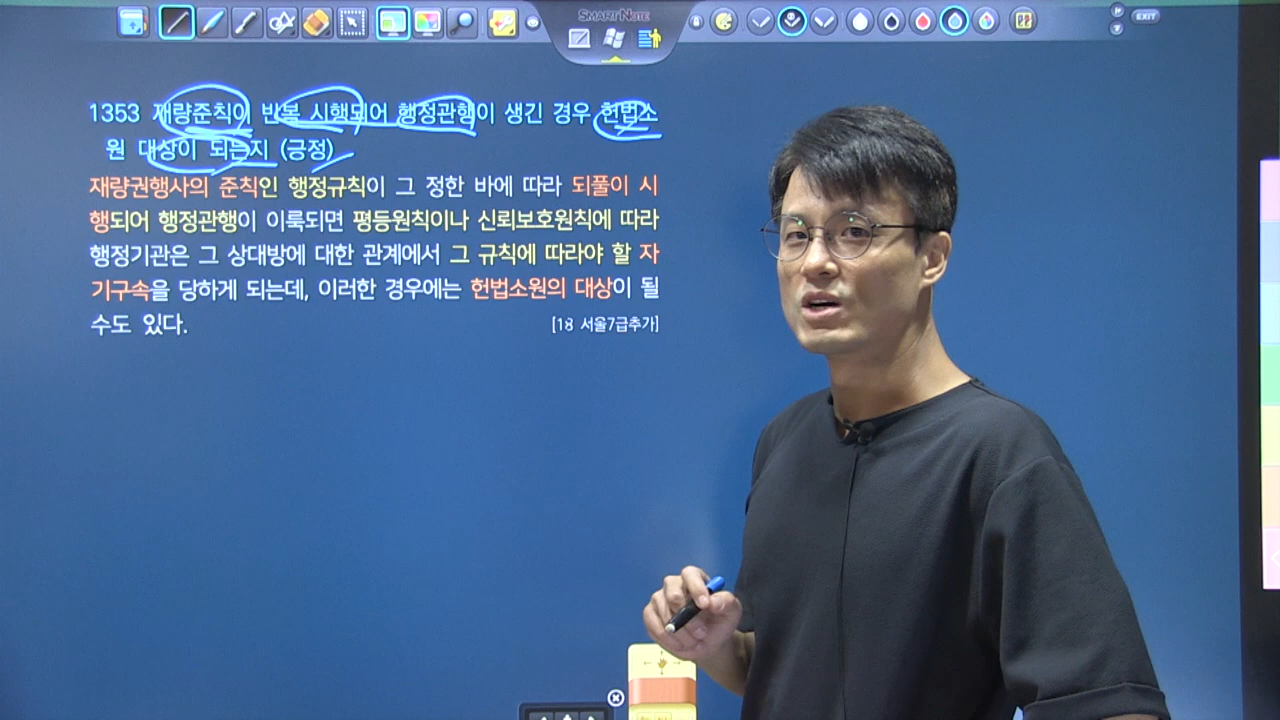 SMARTNOTE
EXIT
1353 재량준칙이 반복 시행되어 행정관행이 생긴 경우 헌법소
원 대상이 되는지 (긍정)
재량권행사의 준칙인 행정규칙이 그 정한 바에 따라 되풀이 시
행되어 행정관행이 이룩되면 평등원칙이나 신뢰보호원칙에 따라
행정기관은 그 상대방에 대한 관계에서 그 규칙에 따라야 할 자
기구속을 당하게 되는데, 이러한 경우에는 헌법소원의 대상이 될
수도 있다.
[18 서울7급추가]